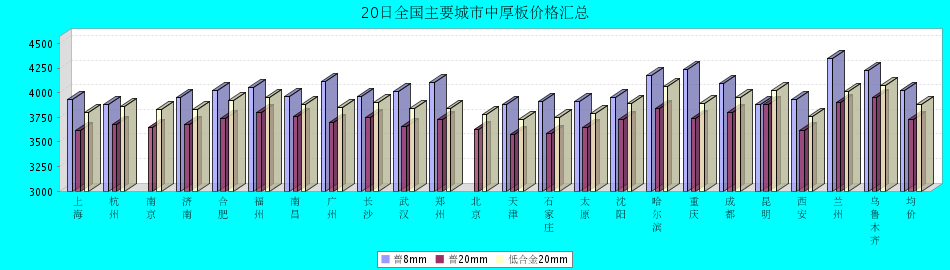 20日全国主要城市中厚板价格汇总
4500
4250
4000
3750
3500
3250
3000
上海 杭州 南京 济南 合肥 福州 南昌 广州 长沙 武汉 郑州 北京 天津 石家庄 太原 沈阳 哈尔滨 重庆 成都 昆明 西安 兰州 乌鲁木齐 均价
普8mm 普20mm 低合金20mm